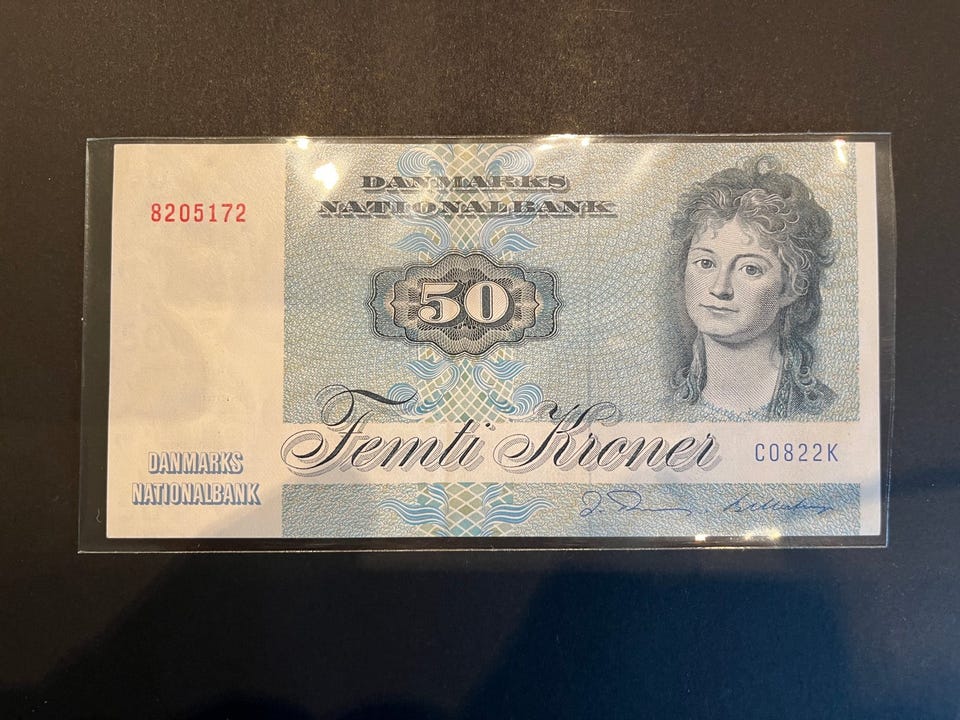 8205172
DANMARKS
NATIONALBANK
50
Femti Kroner
C0822K
DANMARKS
NATIONALBANK